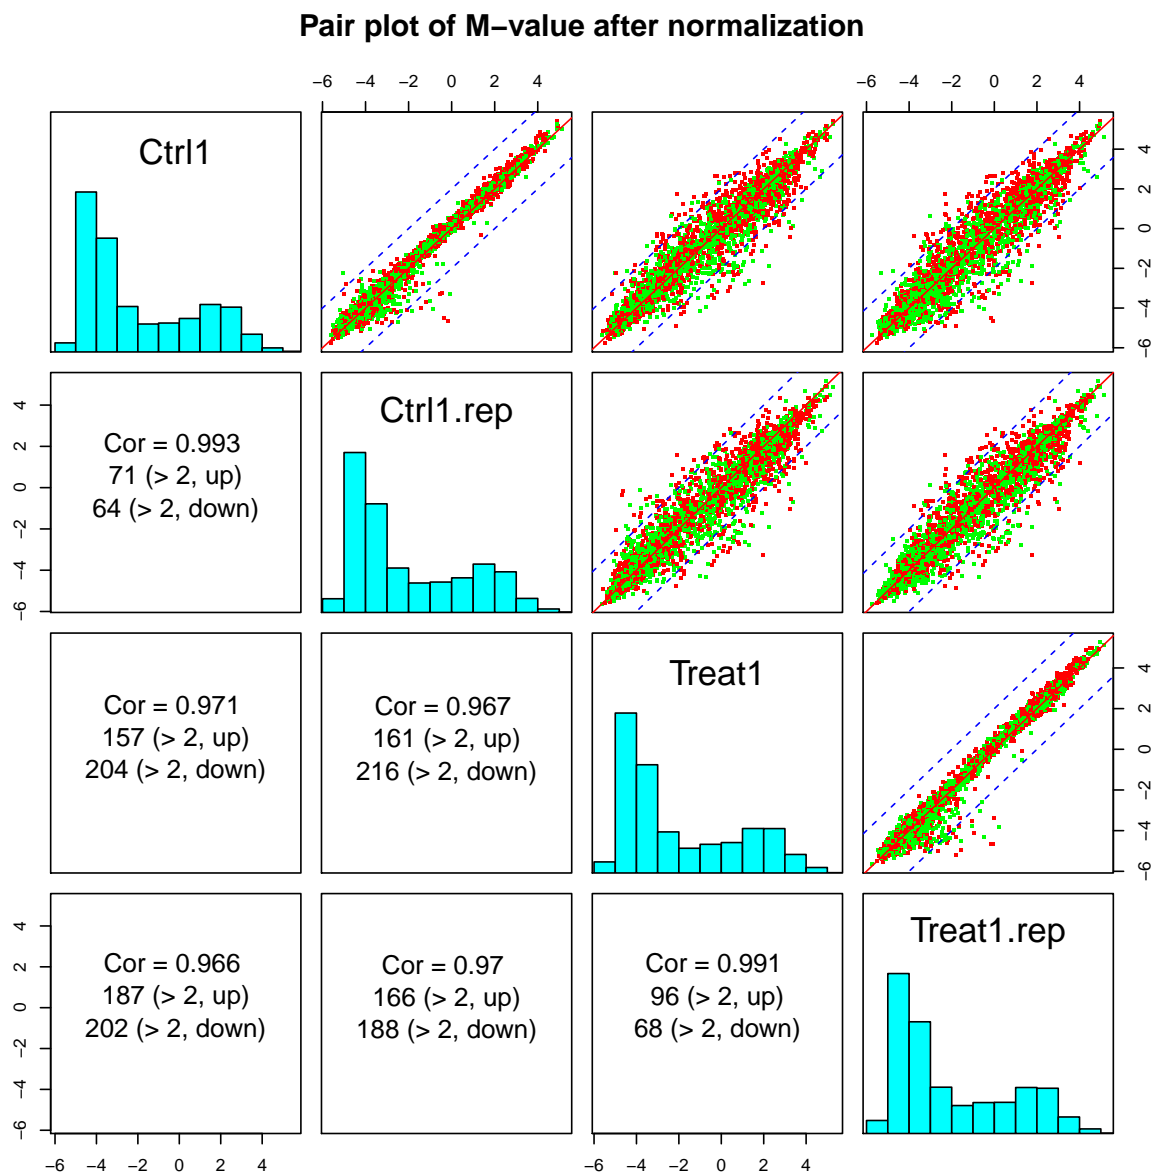 Pair plot of M−value after normalization
−6 −4 −2 0 2 4
−6 −4 −2 0 2 4
Ctrl1
4
2
0
−2
−4
−6
4
2
0
−2
−4
−6
Cor = 0.993
71 (> 2, up)
64 (> 2, down)
Ctrl1.rep
Cor = 0.971
157 (> 2, up)
204 (> 2, down)
Cor = 0.967
161 (> 2, up)
216 (> 2, down)
Treat1
4
2
0
−2
−4
−6
4
2
0
−2
−4
−6
Cor = 0.966
187 (> 2, up)
202 (> 2, down)
Cor = 0.97
166 (> 2, up)
188 (> 2, down)
Cor = 0.991
96 (> 2, up)
68 (> 2, down)
Treat1.rep
−6 −4 −2 0 2 4
−6 −4 −2 0 2 4